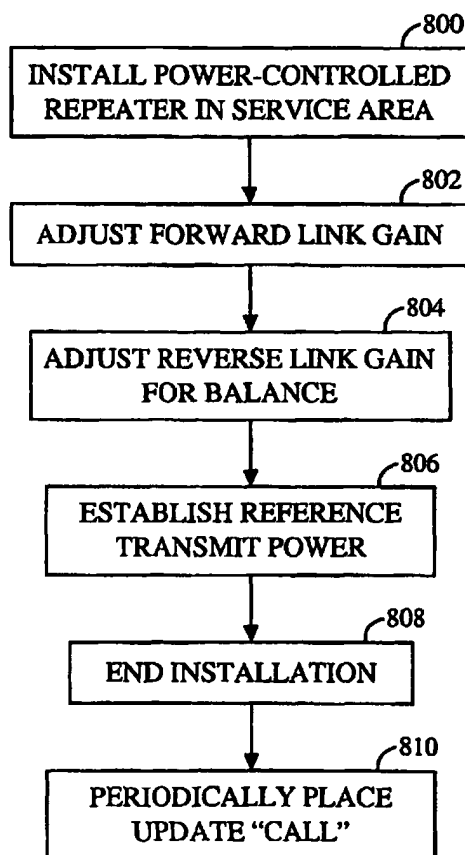 800
INSTALL POWER-CONTROLLED
REPEATER IN SERVICE AREA
802
ADJUST FORWARD LINK GAIN
804
ADJUST REVERSE LINK GAIN
FOR BALANCE
806
ESTABLISH REFERENCE
TRANSMIT POWER
808
END INSTALLATION
810
PERIODICALLY PLACE
UPDATE “CALL”